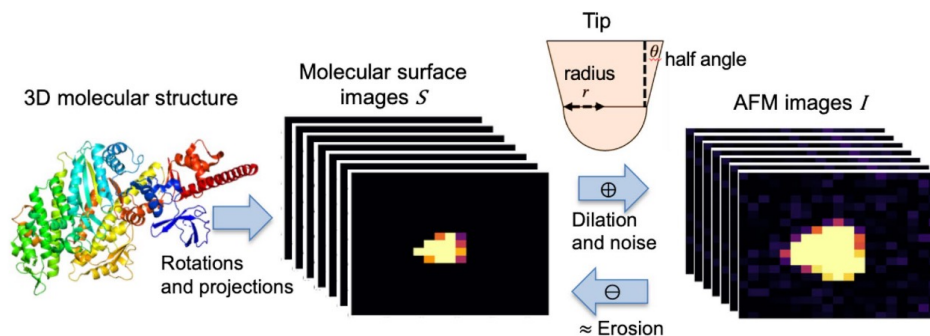 3D molecular structure
Rotations
and projections
Molecular surface
images S
Tip
radius
r
θ
half angle
⊕
Dilation
and noise
⊖
≈ Erosion
AFM images I